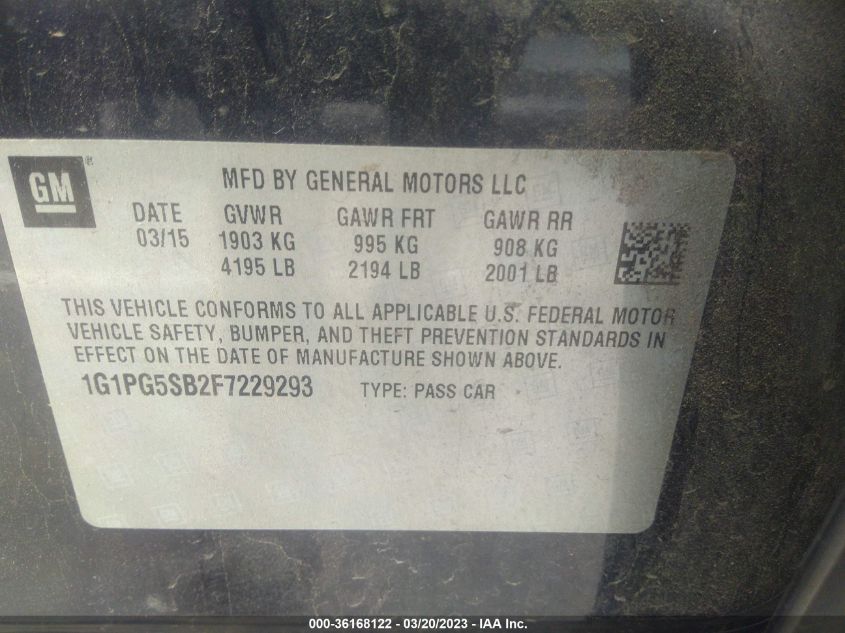 GM ®
MFD BY GENERAL MOTORS LLC
DATE GVWR GAWR FRT GAWR RR
03/15 1903 KG 995 KG 908 KG
4195 LB 2194 LB 2001 LB
THIS VEHICLE CONFORMS TO ALL APPLICABLE U.S. FEDERAL MOTOR
VEHICLE SAFETY, BUMPER, AND THEFT PREVENTION STANDARDS IN
EFFECT ON THE DATE OF MANUFACTURE SHOWN ABOVE.
1G1PG5SB2F7229293 TYPE: PASS CAR
000-36168122 - 03/20/2023 - IAA Inc.